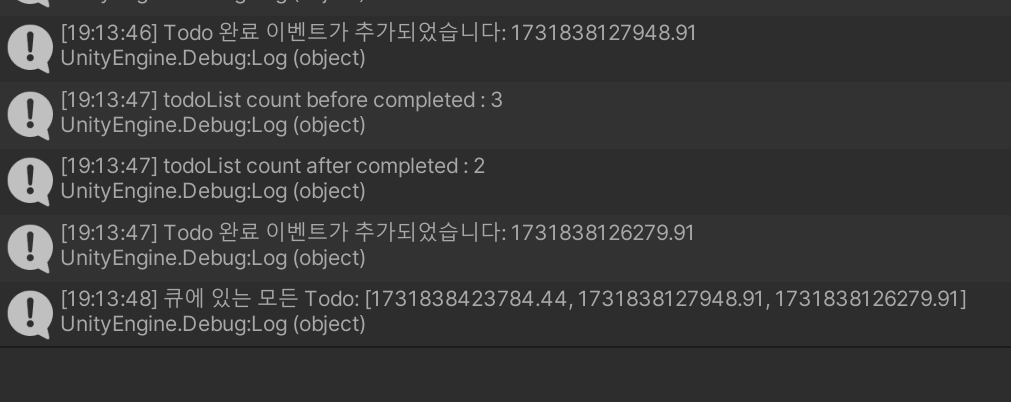 [19:13:46] Todo 완료 이벤트가 추가되었습니다: 1731838127948.91
UnityEngine.Debug:Log (object)
[19:13:47] todoList count before completed : 3
UnityEngine.Debug:Log (object)
[19:13:47] todoList count after completed : 2
UnityEngine.Debug:Log (object)
[19:13:47] Todo 완료 이벤트가 추가되었습니다: 1731838126279.91
UnityEngine.Debug:Log (object)
[19:13:48] 큐에 있는 모든 Todo: [1731838423784.44, 1731838127948.91, 1731838126279.91]
UnityEngine.Debug:Log (object)